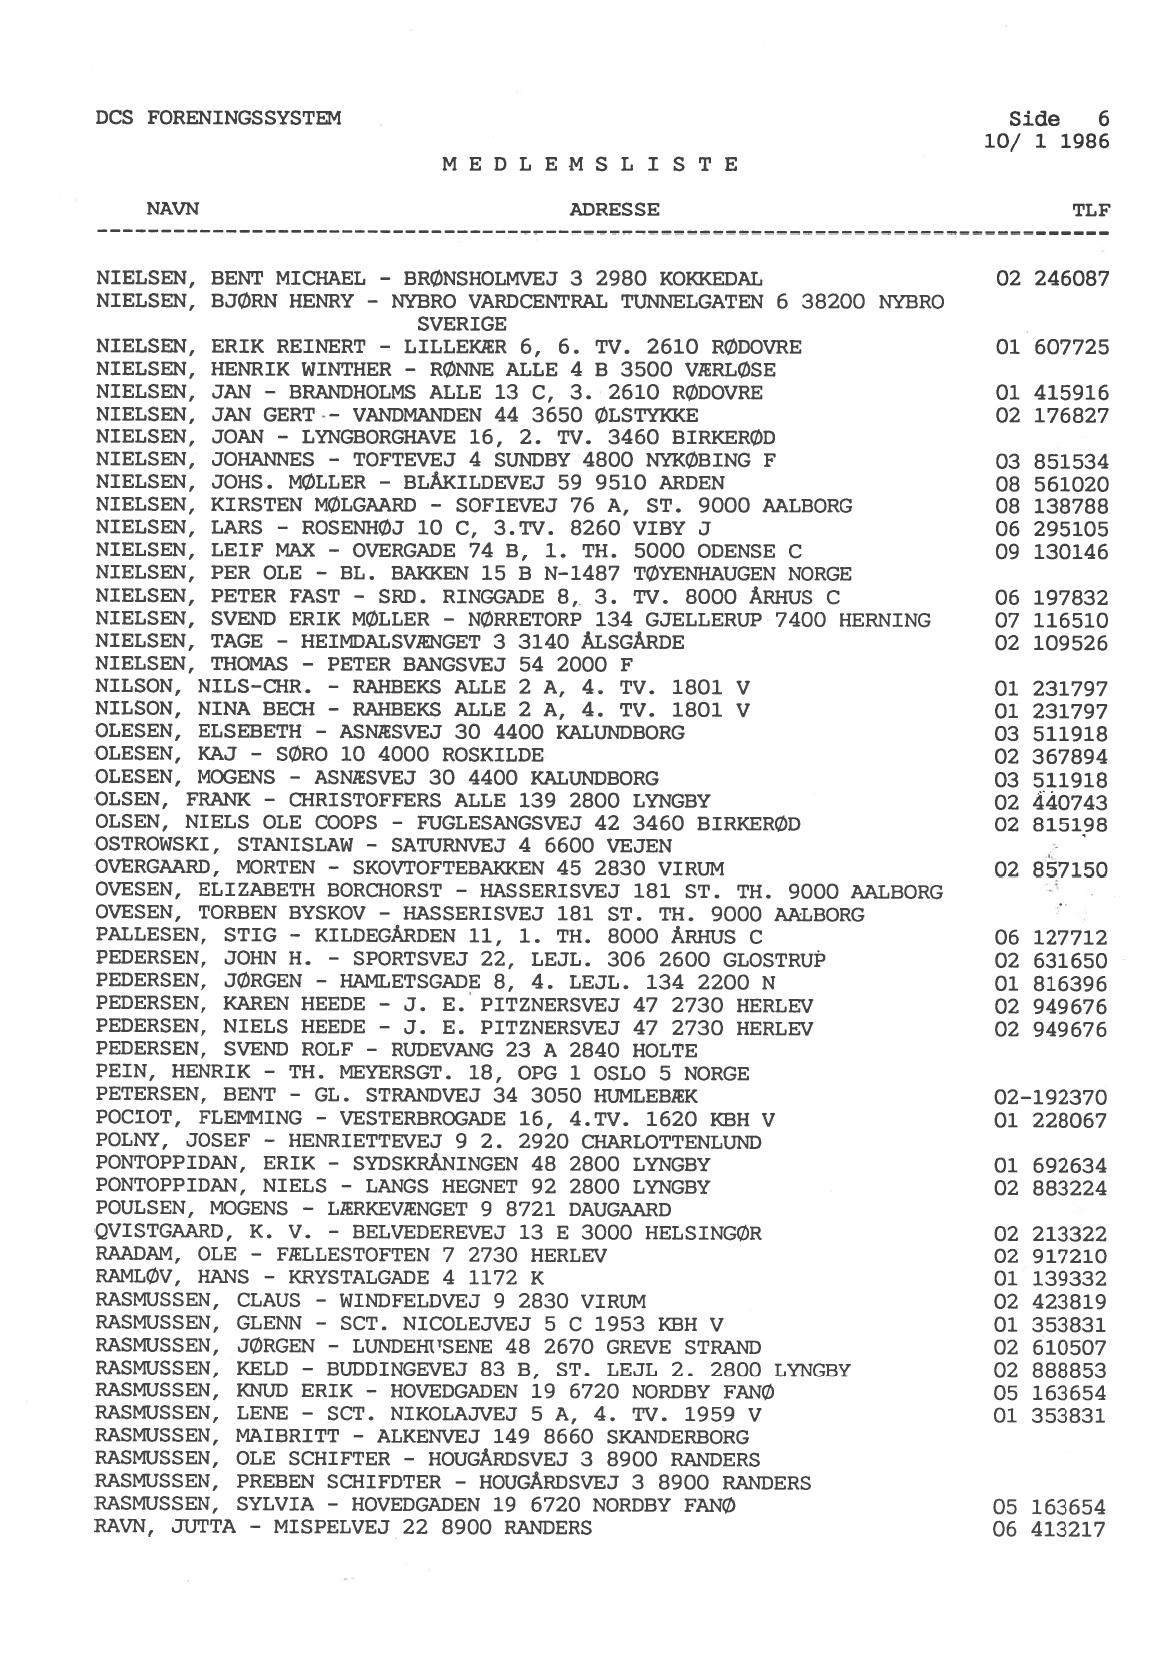 DCS FORENINGSSYSTEM Side 6
10/ 1 1986
M E D L E M S L I S T E
NAVN ADRESSE TLF
--------------------------------------------------------------------------------
NIELSEN, BENT MICHAEL - BRØNSHOLMVEJ 3 2980 KOKKEDAL 02 246087
NIELSEN, BJØRN HENRY - NYBRO VARDCENTRAL TUNNELGATEN 6 38200 NYBRO
SVERIGE
NIELSEN, ERIK REINERT - LILLEKÆR 6, 6. TV. 2610 RØDOVRE 01 607725
NIELSEN, HENRIK WINTHER - RØNNE ALLE 4 B 3500 VÆRLØSE
NIELSEN, JAN - BRANDHOLMS ALLE 13 C, 3. 2610 RØDOVRE 01 415916
NIELSEN, JAN GERT - VANDMANDEN 44 3650 ØLSTYKKE 02 176827
NIELSEN, JOAN - LYNGBORGHAVE 16, 2. TV. 3460 BIRKERØD
NIELSEN, JOHANNES - TOFTEVEJ 4 SUNDBY 4800 NYKØBING F 03 851534
NIELSEN, JOHS. MØLLER - BLÅKILDEVEJ 59 9510 ARDEN 08 561020
NIELSEN, KIRSTEN MØLGAARD - SOFIEVEJ 76 A, ST. 9000 AALBORG 08 138788
NIELSEN, LARS - ROSENHØJ 10 C, 3.TV. 8260 VIBY J 06 295105
NIELSEN, LEIF MAX - OVERGADE 74 B, 1. TH. 5000 ODENSE C 09 130146
NIELSEN, PER OLE - BL. BAKKEN 15 B N-1487 TØYENHAUGEN NORGE
NIELSEN, PETER FAST - SRD. RINGGADE 8, 3. TV. 8000 ÅRHUS C 06 197832
NIELSEN, SVEND ERIK MØLLER - NØRRETORP 134 GJELLERUP 7400 HERNING 07 116510
NIELSEN, TAGE - HEIMDALSVÆNGET 3 3140 ÅLSGÅRDE 02 109526
NIELSEN, THOMAS - PETER BANGSVEJ 54 2000 F
NILSON, NILS-CHR. - RAHBEKS ALLE 2 A, 4. TV. 1801 V 01 231797
NILSON, NINA BECH - RAHBEKS ALLE 2 A, 4. TV. 1801 V 01 231797
OLESEN, ELSEBETH - ASNÆSVEJ 30 4400 KALUNDBORG 03 511918
OLESEN, KAJ - SØRO 10 4000 ROSKILDE 02 367894
OLESEN, MOGENS - ASNÆSVEJ 30 4400 KALUNDBORG 03 511918
OLSEN, FRANK - CHRISTOFFERS ALLE 139 2800 LYNGBY 02 440743
OLSEN, NIELS OLE COOPS - FUGLESANGSVEJ 42 3460 BIRKERØD 02 815198
OSTROWSKI, STANISLAW - SATURNVEJ 4 6600 VEJEN
OVERGAARD, MORTEN - SKOVTOFTEBAKKEN 45 2830 VIRUM 02 857150
OVESEN, ELIZABETH BORCHORST - HASSERISVEJ 181 ST. TH. 9000 AALBORG
OVESEN, TORBEN BYSKOV - HASSERISVEJ 181 ST. TH. 9000 AALBORG
PALLESEN, STIG - KILDEGÅRDEN 11, 1. TH. 8000 ÅRHUS C 06 127712
PEDERSEN, JOHN H. - SPORTSVEJ 22, LEJL. 306 2600 GLOSTRUP 02 631650
PEDERSEN, JØRGEN - HAMLETSGADE 8, 4. LEJL. 134 2200 N 01 816396
PEDERSEN, KAREN HEEDE - J. E. PITZNERSVEJ 47 2730 HERLEV 02 949676
PEDERSEN, NIELS HEEDE - J. E. PITZNERSVEJ 47 2730 HERLEV 02 949676
PEDERSEN, SVEND ROLF - RUDEVANG 23 A 2840 HOLTE
PEIN, HENRIK - TH. MEYERSGT. 18, OPG 1 OSLO 5 NORGE
PETERSEN, BENT - GL. STRANDVEJ 34 3050 HUMLEBÆK 02-192370
POCIOT, FLEMMING - VESTERBROGADE 16, 4.TV. 1620 KBH V 01 228067
POLNY, JOSEF - HENRIETTEVEJ 9 2. 2920 CHARLOTTENLUND
PONTOPPIDAN, ERIK - SYDSKRÅNINGEN 48 2800 LYNGBY 01 692634
PONTOPPIDAN, NIELS - LANGS HEGNET 92 2800 LYNGBY 02 883224
POULSEN, MOGENS - LÆRKEVÆNGET 9 8721 DAUGAARD
QVISTGAARD, K. V. - BELVEDEREVEJ 13 E 3000 HELSINGØR 02 213322
RAADAM, OLE - FÆLLESTOFTEN 7 2730 HERLEV 02 917210
RAMLØV, HANS - KRYSTALGADE 4 1172 K 01 139332
RASMUSSEN, CLAUS - WINDFELDVEJ 9 2830 VIRUM 02 423819
RASMUSSEN, GLENN - SCT. NICOLEJVEJ 5 C 1953 KBH V 01 353831
RASMUSSEN, JØRGEN - 48 2670 GREVE STRAND 02 610507
RASMUSSEN, KELD - BUDDINGEVEJ 83 B, ST. LEJL 2. 2800 LYNGBY 02 888853
RASMUSSEN, KNUD ERIK - HOVEDGADEN 19 6720 NORDBY FANØ 05 163654
RASMUSSEN, LENE - SCT. NIKOLAJVEJ 5 A, 4. TV. 1959 V 01 353831
RASMUSSEN, MAIBRITT - ALKENVEJ 149 8660 SKANDERBORG
RASMUSSEN, OLE SCHIFTER - HOUGÅRDSVEJ 3 8900 RANDERS
RASMUSSEN, PREBEN SCHIFDTER - HOUGÅRDSVEJ 3 8900 RANDERS
RASMUSSEN, SYLVIA - HOVEDGADEN 19 6720 NORDBY FANØ 05 163654
RAVN, JUTTA - MISPELVEJ 22 8900 RANDERS 06 413217